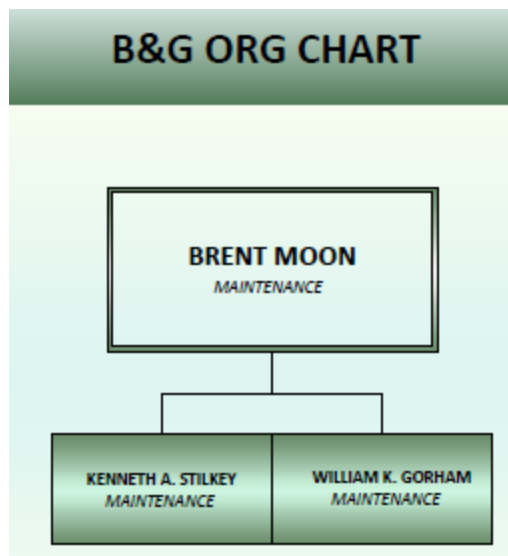 B&G ORG CHART
BRENT MOON
MAINTENANCE
KENNETH A. STILKEY
MAINTENANCE
WILLIAM K. GORHAM
MAINTENANCE